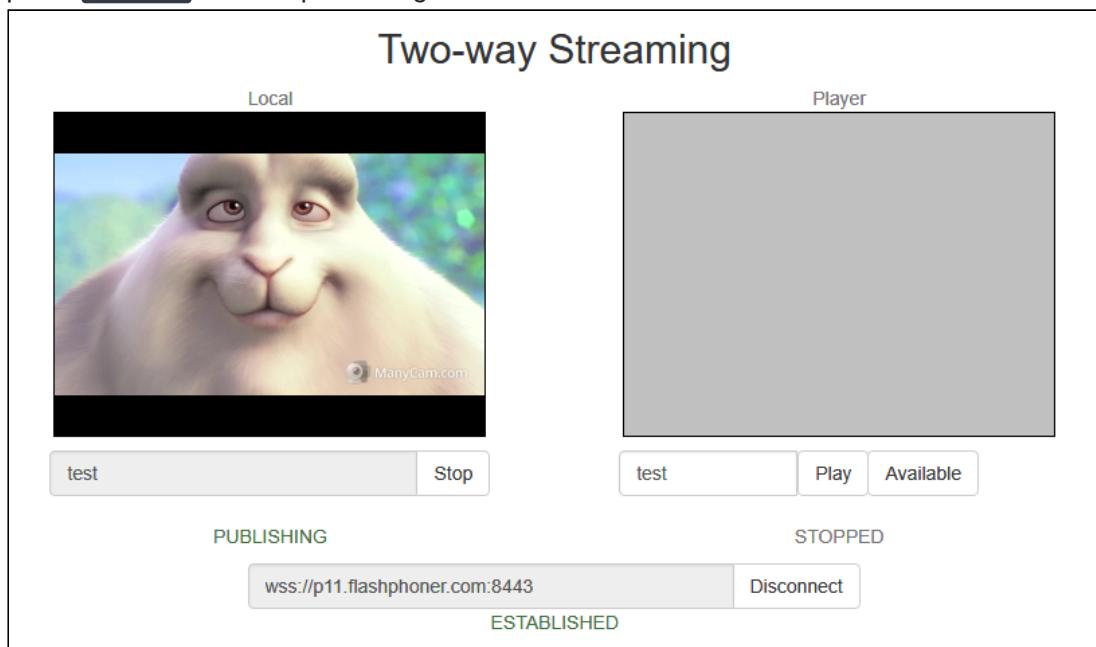 Two-way Streaming
Local
Player
ManyCam.com
test
Stop
test
Play
Available
PUBLISHING
STOPPED
wss://p11.flashphoner.com:8443
Disconnect
ESTABLISHED